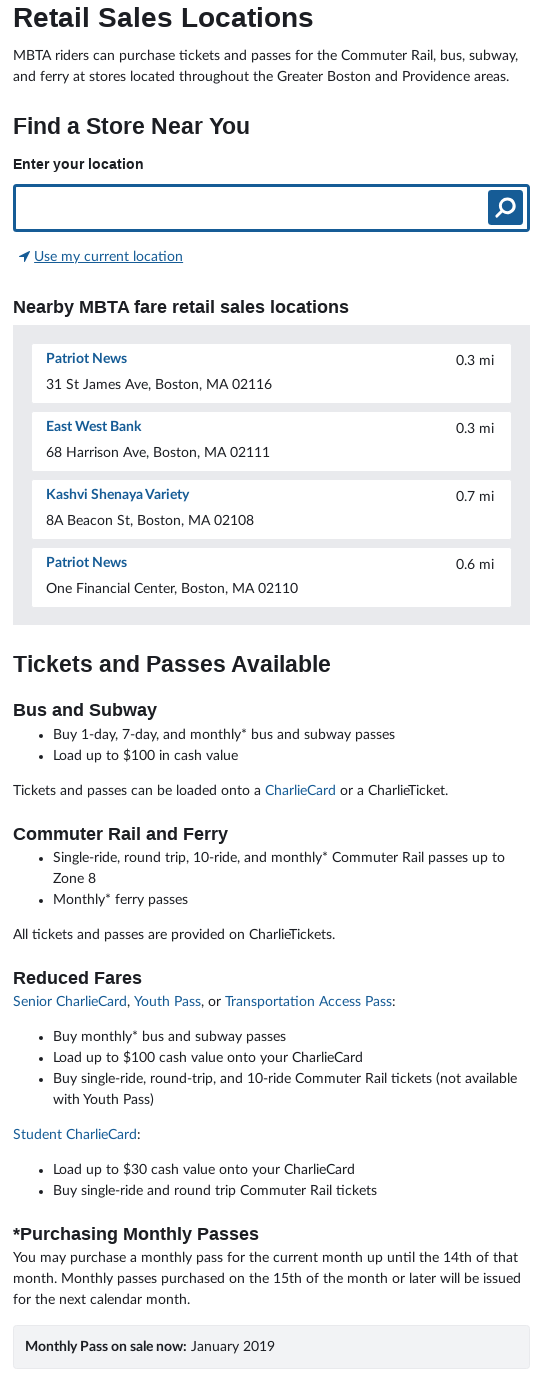 Retail Sales Locations
MBTA riders can purchase tickets and passes for the Commuter Rail, bus, subway,
and ferry at stores located throughout the Greater Boston and Providence areas.
Find a Store Near You
Enter your location
Use my current location
Nearby MBTA fare retail sales locations
Patriot News 0.3 mi
31 St James Ave, Boston, MA 02116
East West Bank 0.3 mi
68 Harrison Ave, Boston, MA 02111
Kashvi Shenaya Variety 0.7 mi
8A Beacon St, Boston, MA 02108
Patriot News 0.6 mi
One Financial Center, Boston, MA 02110
Tickets and Passes Available
Bus and Subway
• Buy 1-day, 7-day, and monthly* bus and subway passes
• Load up to $100 in cash value
Tickets and passes can be loaded onto a CharlieCard or a CharlieTicket.
Commuter Rail and Ferry
• Single-ride, round trip, 10-ride, and monthly* Commuter Rail passes up to
Zone 8
• Monthly* ferry passes
All tickets and passes are provided on CharlieTickets.
Reduced Fares
Senior CharlieCard, Youth Pass, or Transportation Access Pass:
• Buy monthly* bus and subway passes
• Load up to $100 cash value onto your CharlieCard
• Buy single-ride, round-trip, and 10-ride Commuter Rail tickets (not available
with Youth Pass)
Student CharlieCard:
• Load up to $30 cash value onto your CharlieCard
• Buy single-ride and round trip Commuter Rail tickets
*Purchasing Monthly Passes
You may purchase a monthly pass for the current month up until the 14th of that
month. Monthly passes purchased on the 15th of the month or later will be issued
for the next calendar month.
Monthly Pass on sale now: January 2019